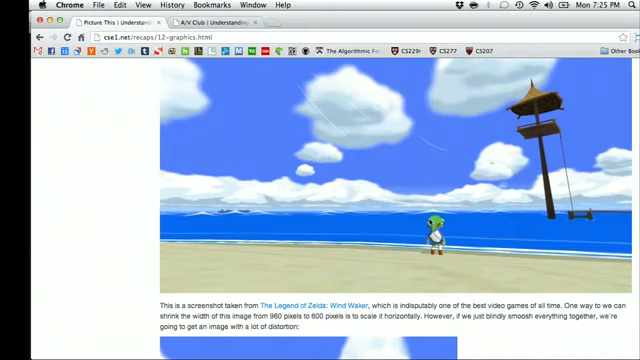 Chrome File Edit View History Bookmarks Window Help
Mon 7:25 PM
Picture This | Understandin
A/V Club | Understanding
cse1.net/recaps/12-graphics.html
The Algorithmic Fo
CS229r
CS277
CS207
Other Book
This is a screenshot taken from The Legend of Zelda: Wind Waker, which is indisputably one of the best video games of all time. One way to we can
shrink the width of this image from 960 pixels to 600 pixels is to scale it horizontally. However, if we just blindly smoosh everything together, we're
going to get an image with a lot of distortion: